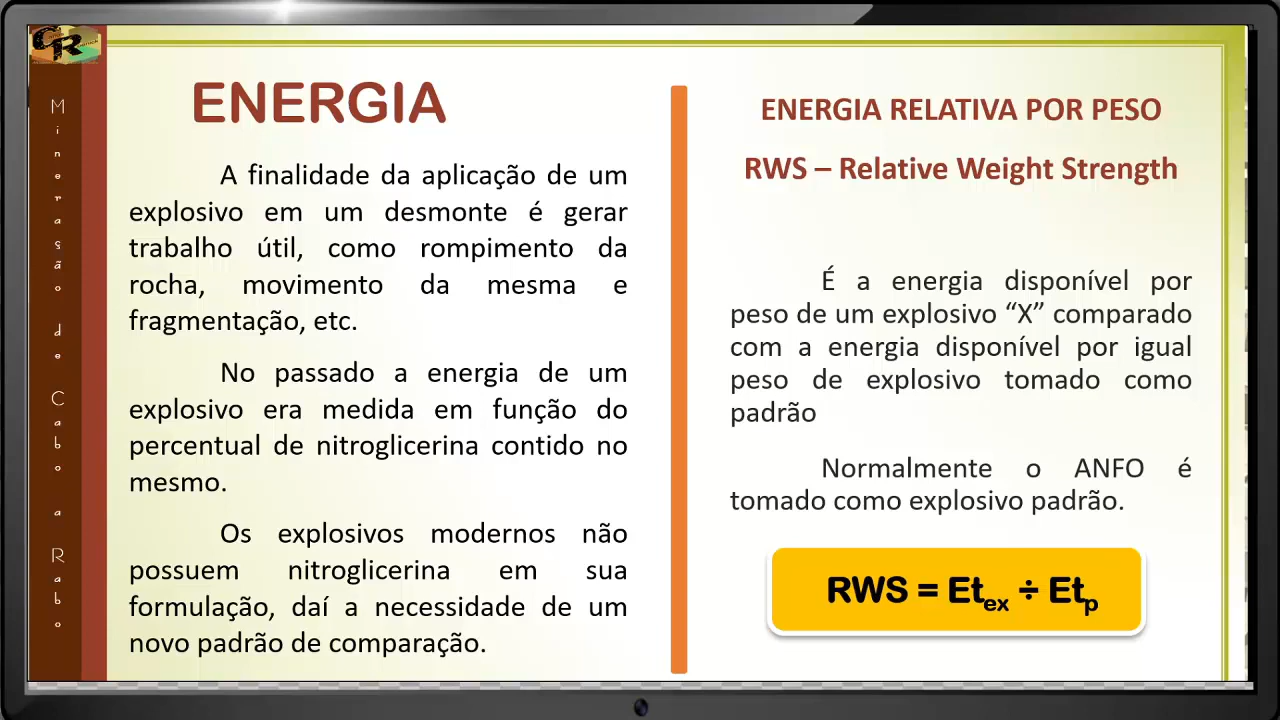 Mineração de Cabo a Rabo
ENERGIA
A finalidade da aplicação de um
explosivo em um desmonte é gerar
trabalho útil, como rompimento da
rocha, movimento da mesma e
fragmentação, etc.
No passado a energia de um
explosivo era medida em função do
percentual de nitroglicerina contido no
mesmo.
Os explosivos modernos não
possuem nitroglicerina em sua
formulação, daí a necessidade de um
novo padrão de comparação.
ENERGIA RELATIVA POR PESO
RWS – Relative Weight Strength
É a energia disponível por
peso de um explosivo “X” comparado
com a energia disponível por igual
peso de explosivo tomado como
padrão
Normalmente o ANFO é
tomado como explosivo padrão.
RWS = Etex ÷ Etp